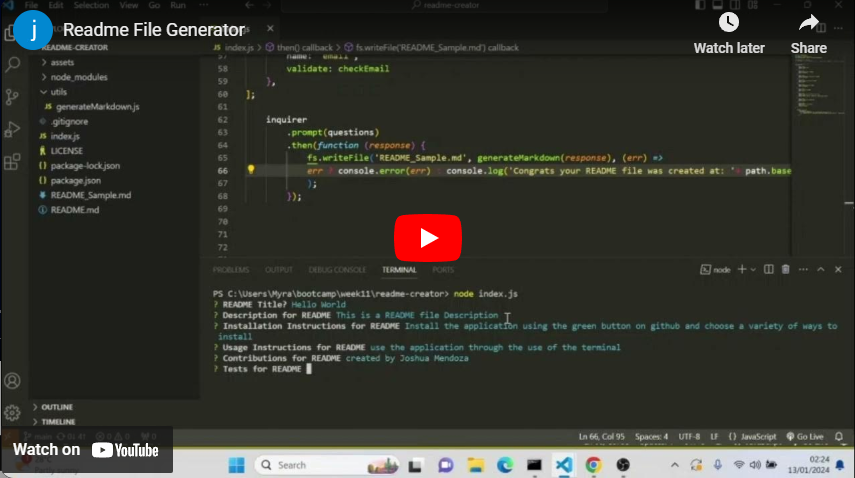 File Edit Selection View Go Run ··· readme-creator
j Readme File Generator
Watch later Share
README-CREATOR
index.js > then() callback > fs.writeFile('README_Sample.md') callback
> assets
> node_modules
∨ utils
JS generateMarkdown.js
.gitignore
JS index.js
LICENSE
{} package-lock.json
{} package.json
README_Sample.md
README.md
57 name: 'email',
58 validate: checkEmail
59 },
60 ];
61
62 inquirer
63 .prompt(questions)
64 .then(function (response) {
65 fs.writeFile('README_Sample.md', generateMarkdown(response), (err) =>
66 err ? console.error(err) : console.log('Congrats your README file was created at: '+ path.base
67 );
68 });
69
70
71
72
PROBLEMS OUTPUT DEBUG CONSOLE TERMINAL PORTS
node
PS C:\Users\Myra\bootcamp\week11\readme-creator> node index.js
? README Title? Hello World
? Description for README This is a README file Description
? Installation Instructions for README Install the application using the green button on github and choose a variety of ways to
install
? Usage Instructions for README use the application through the use of the terminal
? Contributions for README created by Joshua Mendoza
? Tests for README
> OUTLINE
> TIMELINE
Ln 66, Col 95 Spaces: 4 UTF-8 LF {} JavaScript Go Live
Watch on YouTube
Search
02:24
13/01/2024